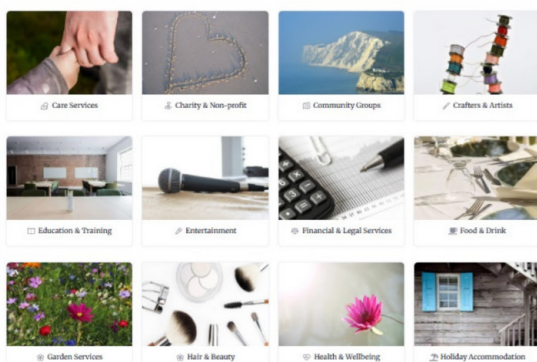 Care Services
Charity & Non-profit
Community Groups
Crafters & Artists
Education & Training
Entertainment
Financial & Legal Services
Food & Drink
Garden Services
Hair & Beauty
Health & Wellbeing
Holiday Accommodation